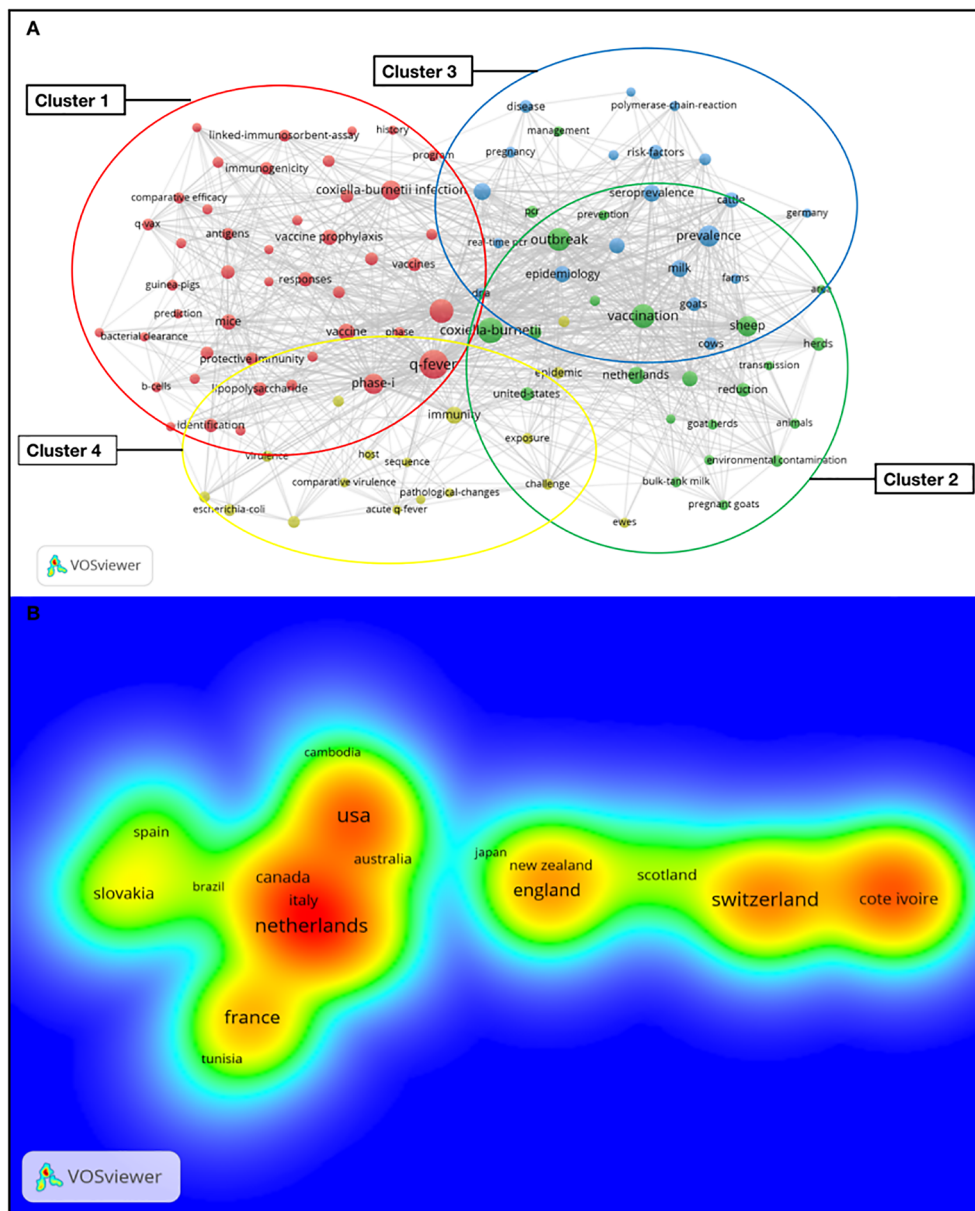 A
Cluster 3
Cluster 1
disease
polymerase-chain-reaction
linked-immunosorbent-assay
history
management
program
pregnancy
risk-factors
immunogenicity
coxiella-burnetii infection
seroprevalence
comparative efficacy
cattle
q-vax
pcr
prevention
germany
antigens
vaccine prophylaxis
real-time pcr
outbreak
prevalence
vaccines
responses
epidemiology
milk
farms
guinea-pigs
dna
area
goats
prediction
mice
vaccination
sheep
bacterial clearance
vaccine
phase
coxiella-burnetii
cows
herds
protective immunity
q-fever
transmission
b-cells
lipopolysaccharide
phase-i
epidemic
netherlands
united-states
reduction
immunity
identification
goat herds
animals
exposure
Cluster 4
virulence
host
sequence
environmental contamination
comparative virulence
challenge
bulk-tank milk
Cluster 2
pathological-changes
escherichia-coli
acute q-fever
pregnant goats
ewes
VOSviewer
B
cambodia
usa
spain
japan
australia
new zealand
canada
scotland
slovakia
brazil
england
italy
switzerland
cote ivoire
netherlands
france
tunisia
VOSviewer